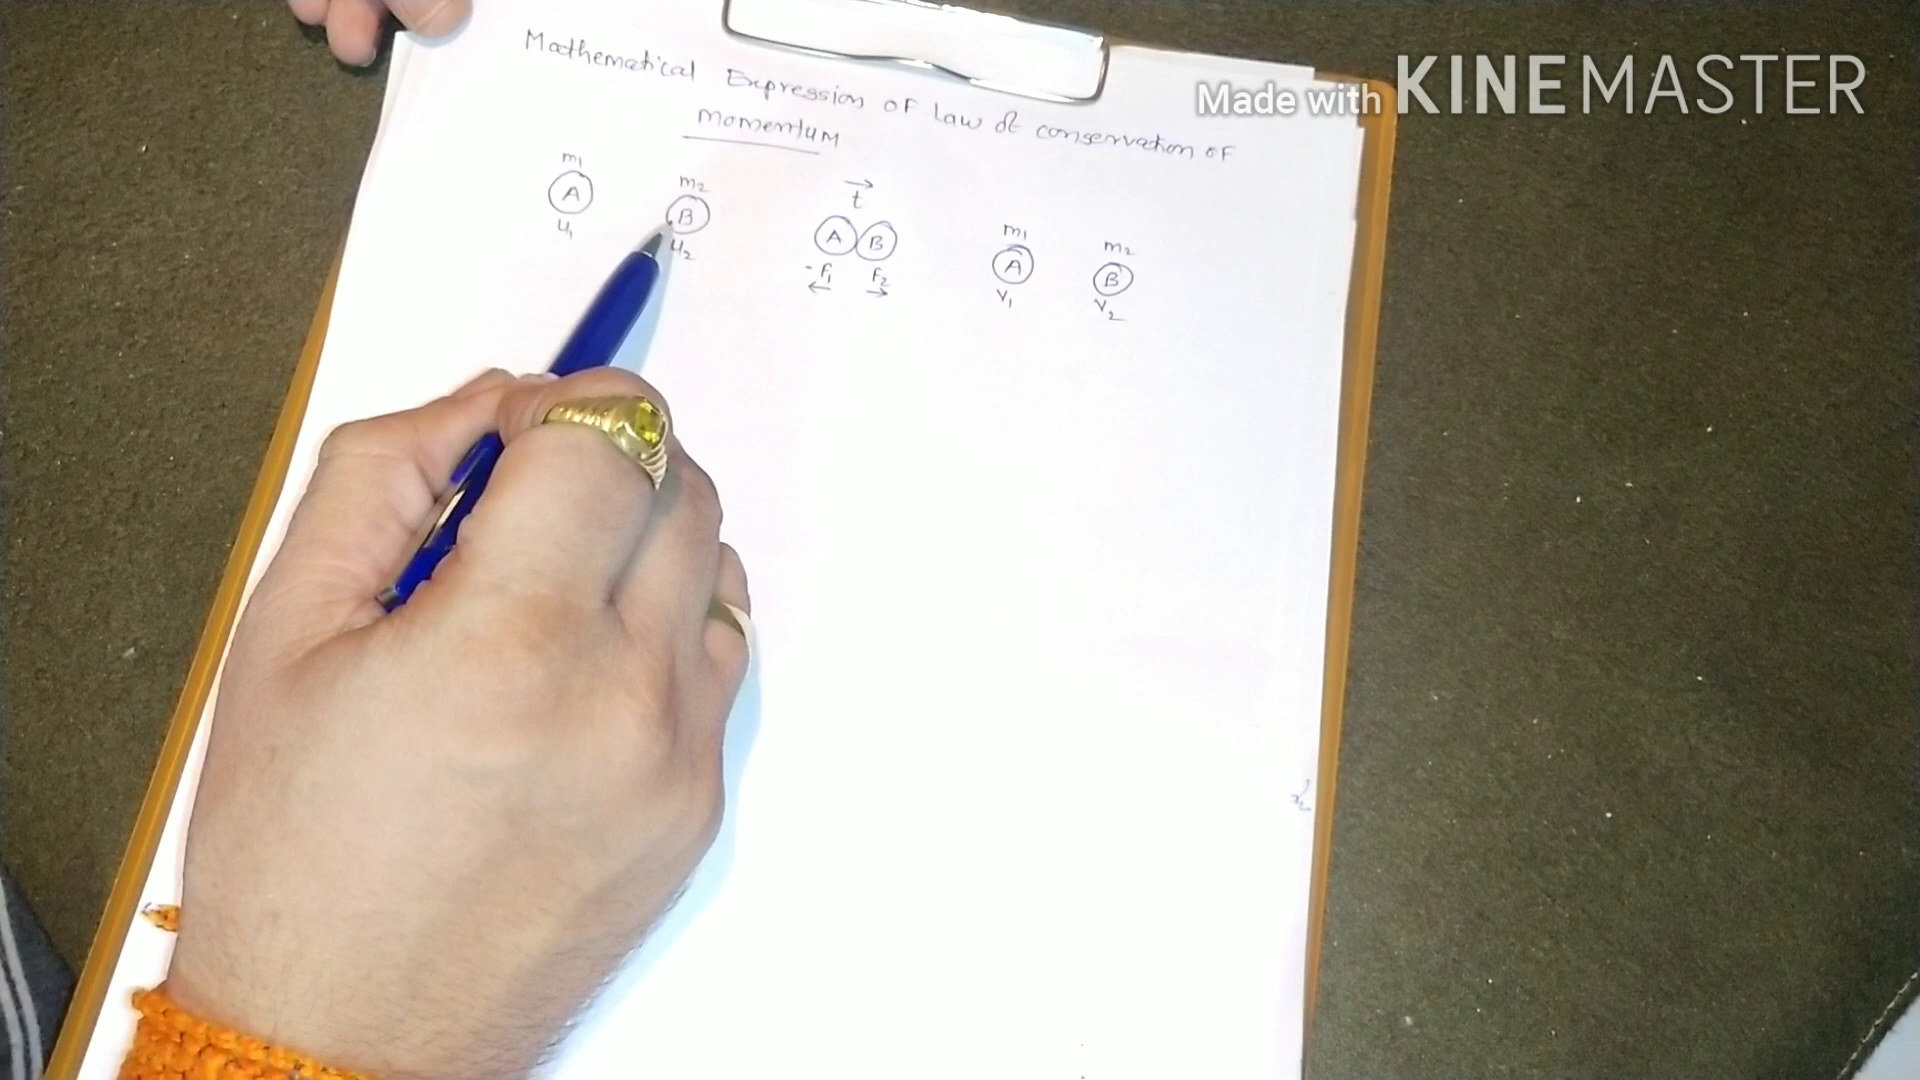 Made with KINEMASTER
Mathematical Expression of Law of conservation of
momentum
m1 m2 t m1 m2
A B A B A B
u1 u2 -F1 F2 v1 v2